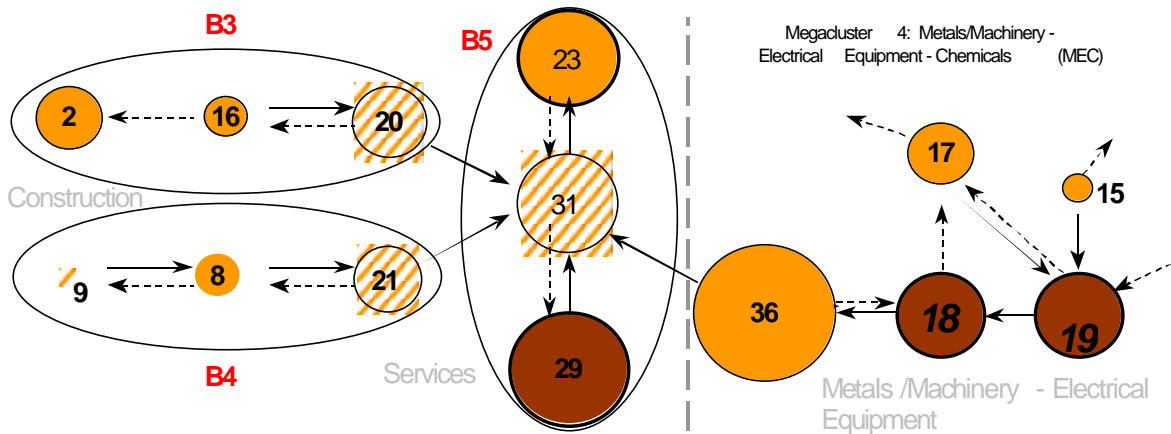 B3
B5
23
Megacluster 4: Metals/Machinery -
Electrical Equipment - Chemicals (MEC)
2
16
20
17
15
Construction
31
9
8
21
36
18
19
B4
Services
29
Metals /Machinery - Electrical
Equipment